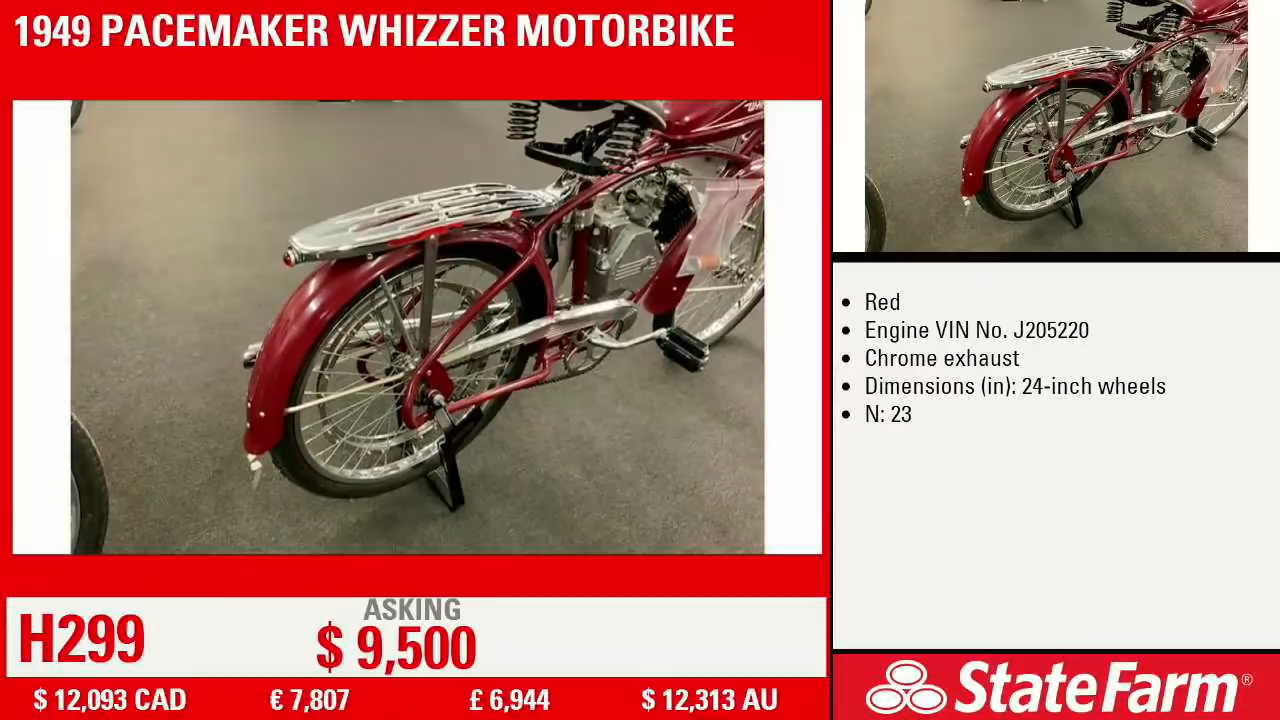 1949 PACEMAKER WHIZZER MOTORBIKE
• Red
• Engine VIN No. J205220
• Chrome exhaust
• Dimensions (in): 24-inch wheels
• N: 23
H299
ASKING
$ 9,500
$ 12,093 CAD € 7,807 £ 6,944 $ 12,313 AU
StateFarm®